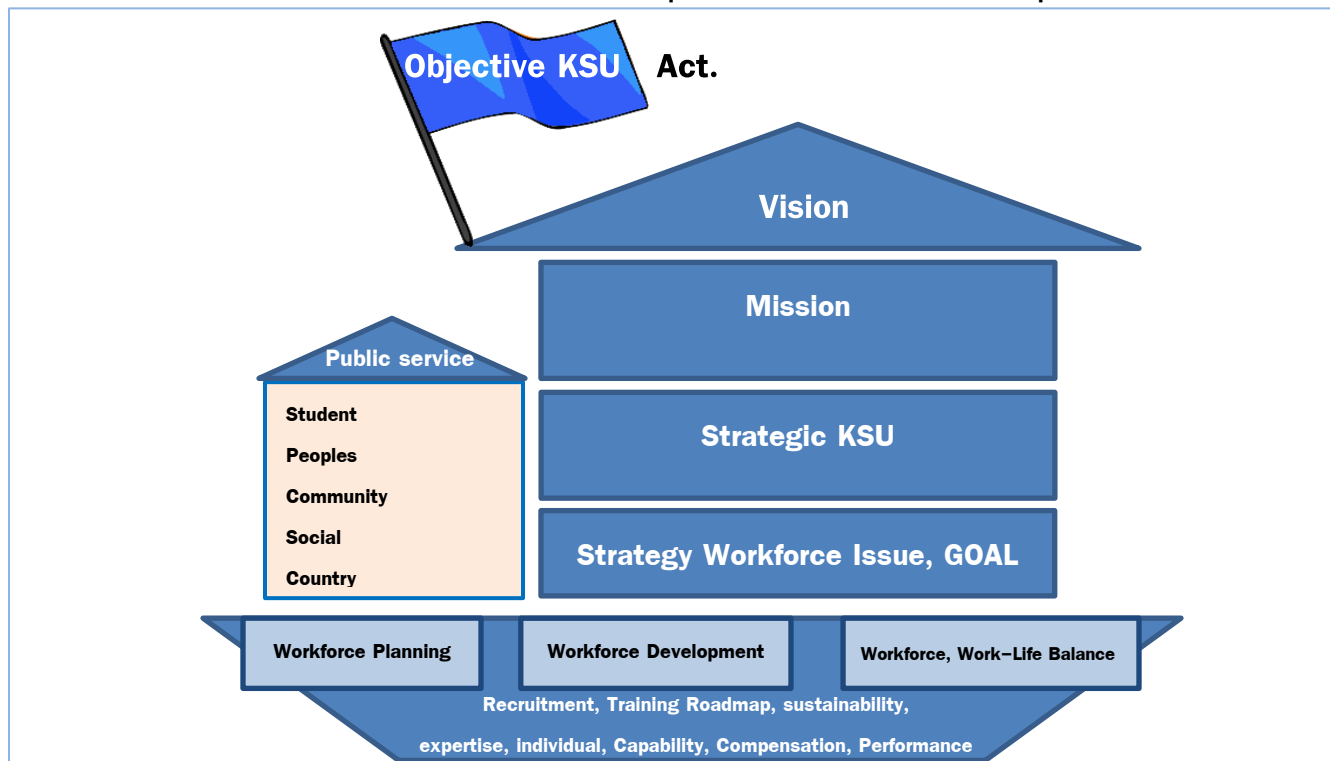 Objective KSU Act.
Vision
Mission
Public service
Student
Peoples
Community
Social
Country
Strategic KSU
Strategy Workforce Issue, GOAL
Workforce Planning
Workforce Development
Workforce, Work–Life Balance
Recruitment, Training Roadmap, sustainability,
expertise, individual, Capability, Compensation, Performance